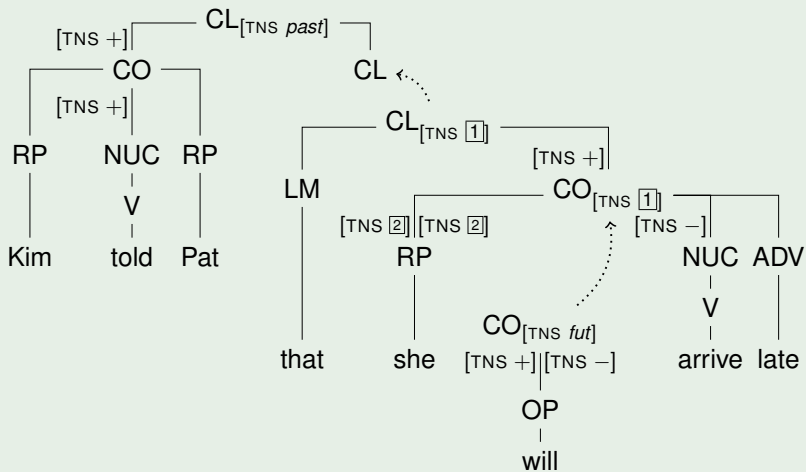 CL[TNS past]
[TNS +]
CO CL
[TNS +] CL[TNS 1]
[TNS +]
RP NUC RP LM CO[TNS 1]
[TNS 2] [TNS 2] [TNS −]
V RP NUC ADV
Kim told Pat V
CO[TNS fut]
that she [TNS +] [TNS −] arrive late
OP
will